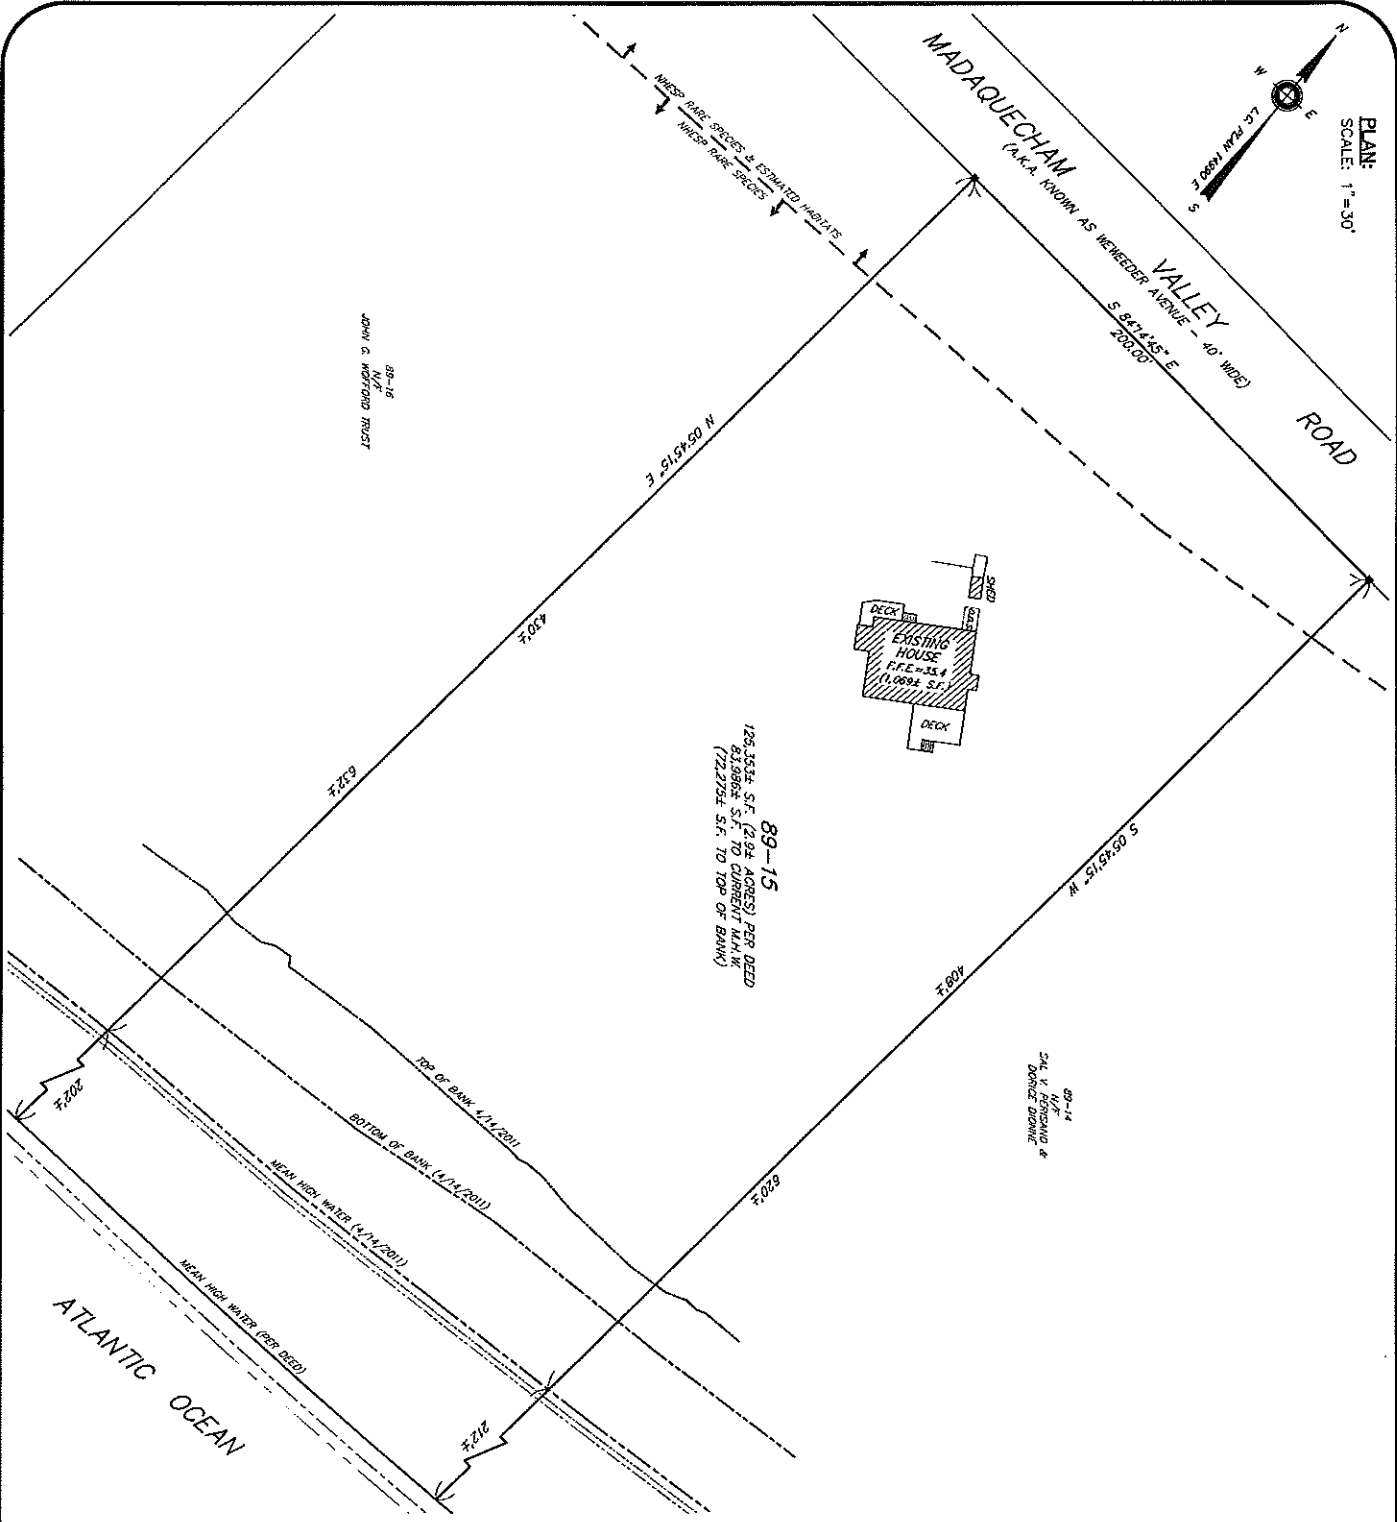 PLAN:
SCALE: 1"=30'
N
W
E
S
L.C. PLAN 14990 E
MADAQUECHAM VALLEY ROAD
(A.K.A. KNOWN AS WEWEEDER AVENUE - 40' WIDE)
S 84°14'45" E
200.00'
NHESP RARE SPECIES & ESTIMATED HABITATS
NHESP RARE SPECIES
89-16
N/F
JOHN G. WOFFORD TRUST
N 05°45'15" E
430'±
632'±
202'±
SHED
O.A.S.
DECK
EXISTING
HOUSE
F.F.E.=35.4
(1,069± S.F.)
DECK
89-15
125,353± S.F. (2.9± ACRES) PER DEED
83,986± S.F. TO CURRENT M.H.W.
(72,275± S.F. TO TOP OF BANK)
S 05°45'15" W
408'±
620'±
212'±
89-14
N/F
SAL V. PERISANO &
DORICE DIONNE
TOP OF BANK 4/14/2011
BOTTOM OF BANK (4/14/2011)
MEAN HIGH WATER (4/14/2011)
MEAN HIGH WATER (PER DEED)
ATLANTIC OCEAN